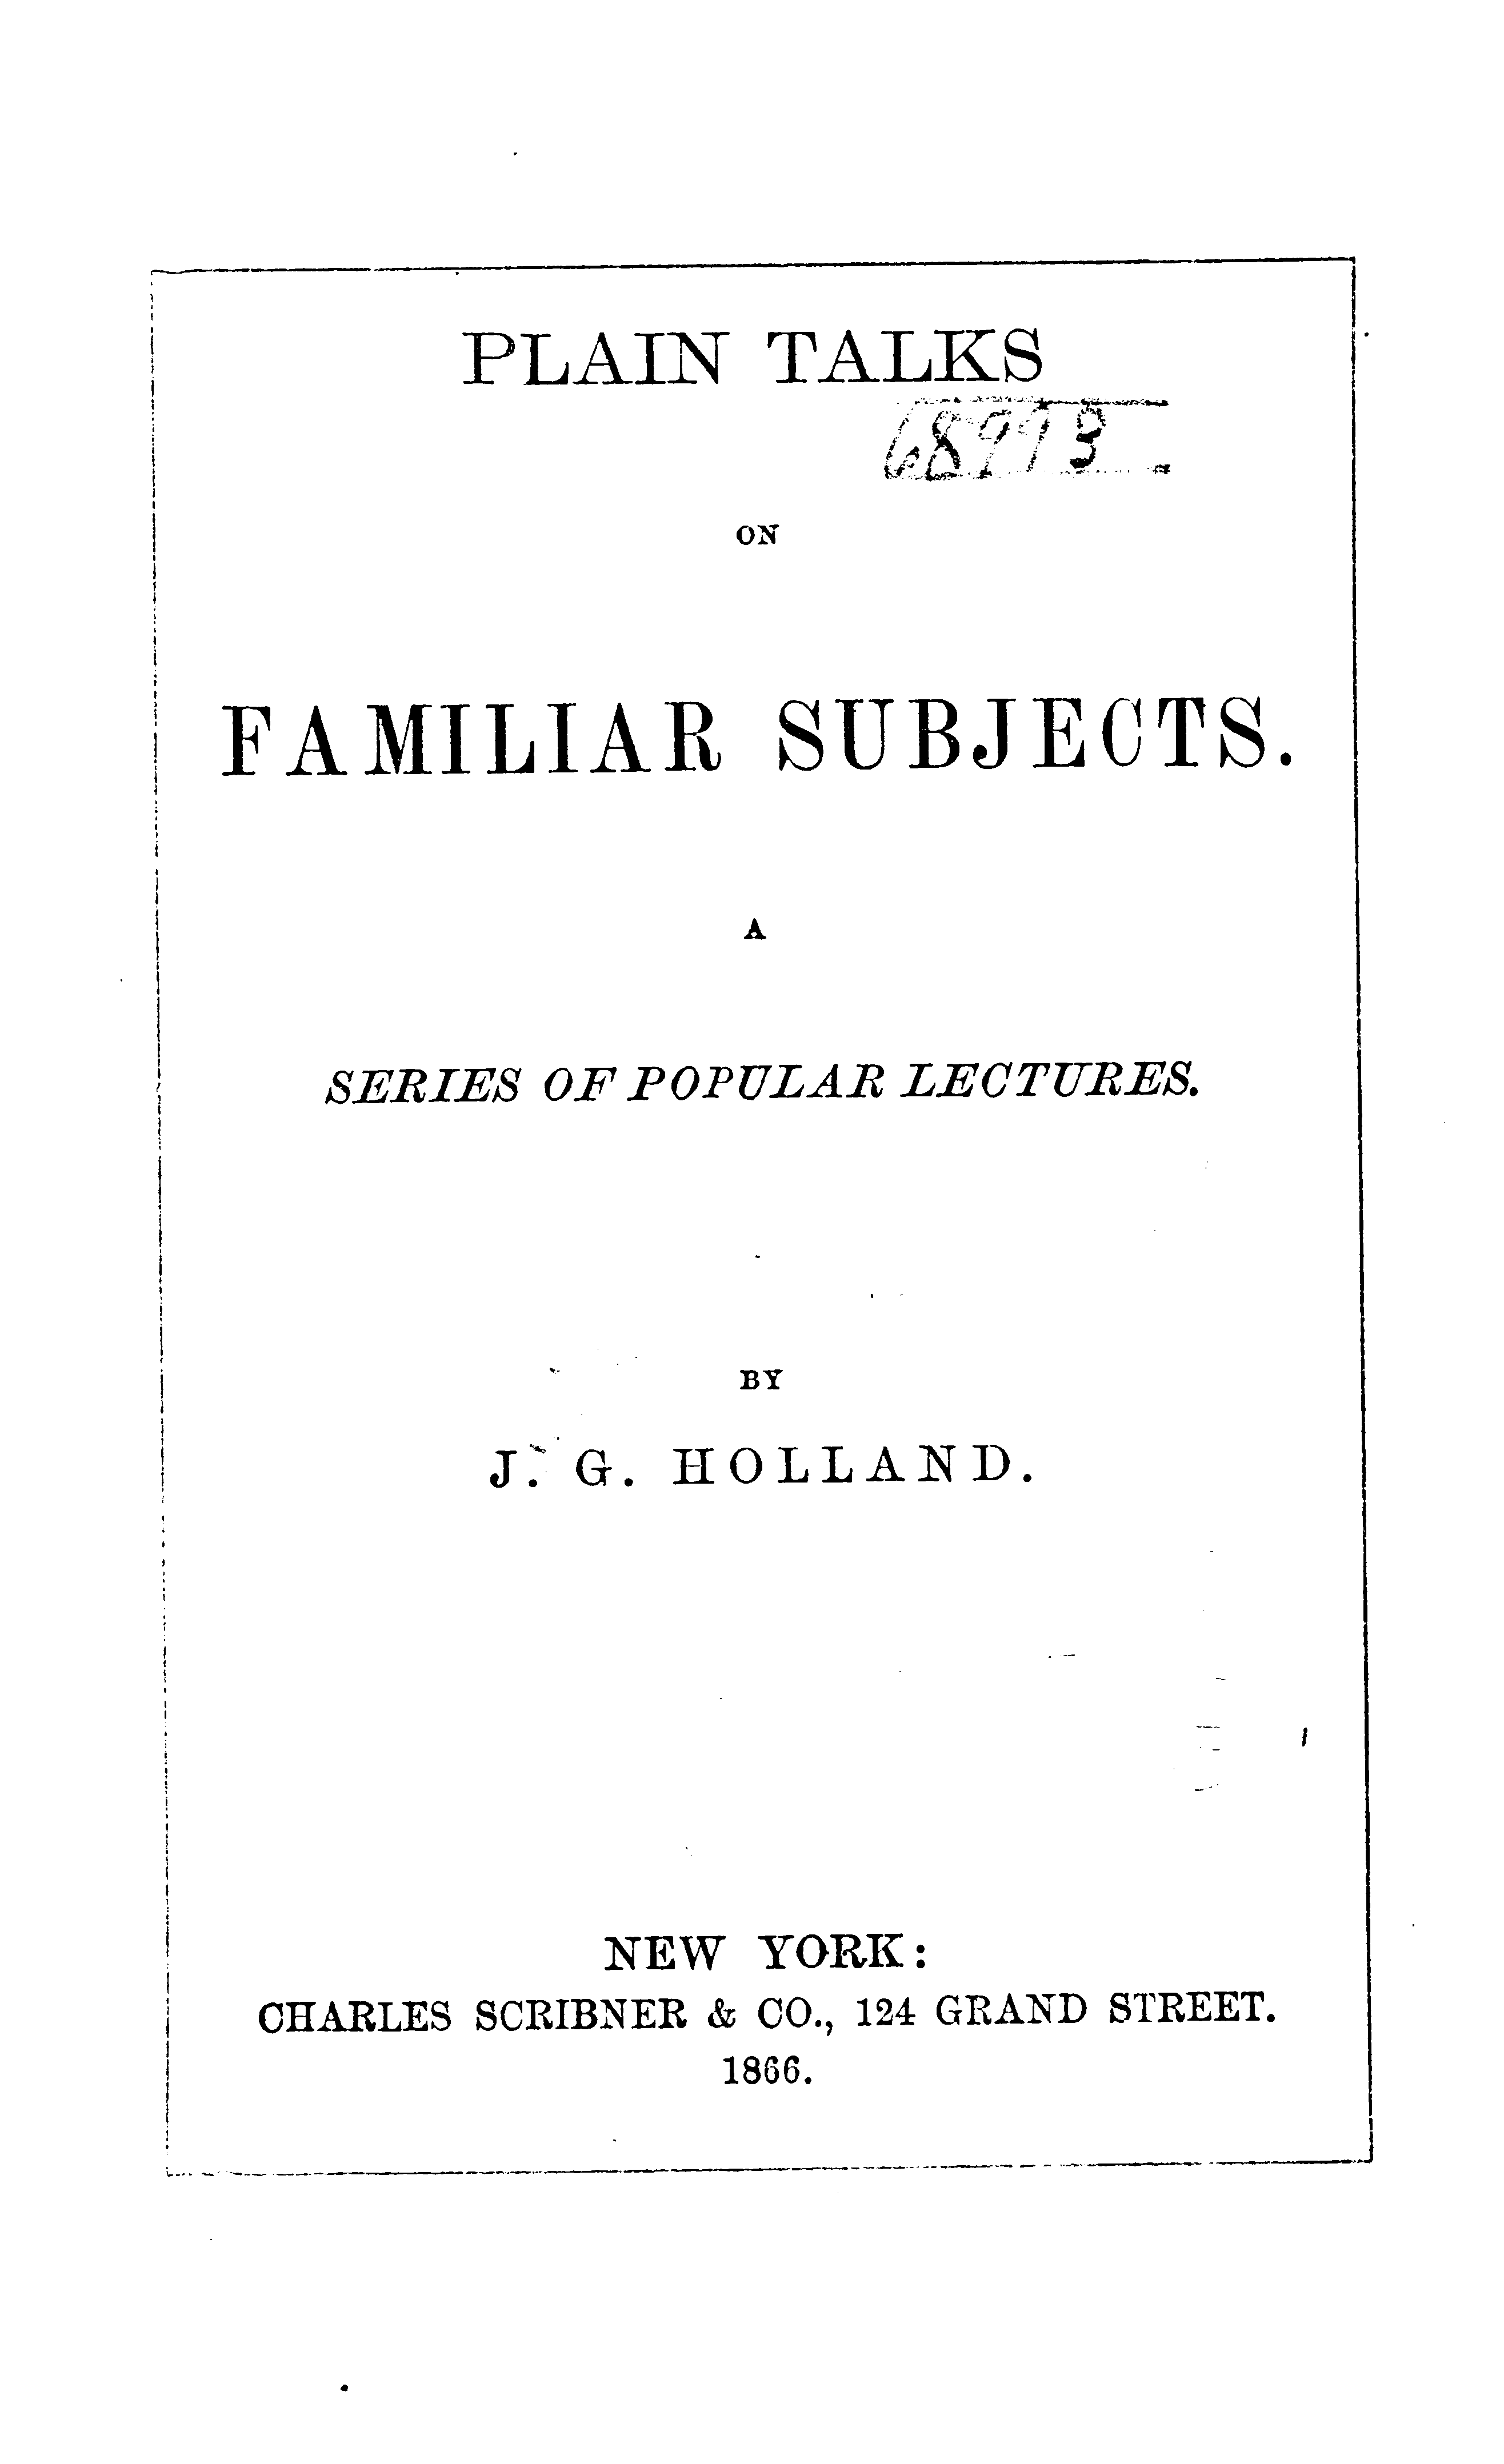 PLAIN TALKS
68993
ON
FAMILIAR SUBJECTS.
A
SERIES OF POPULAR LECTURES.
BY
J. G. HOLLAND.
NEW YORK:
CHARLES SCRIBNER & CO., 124 GRAND STREET.
1866.